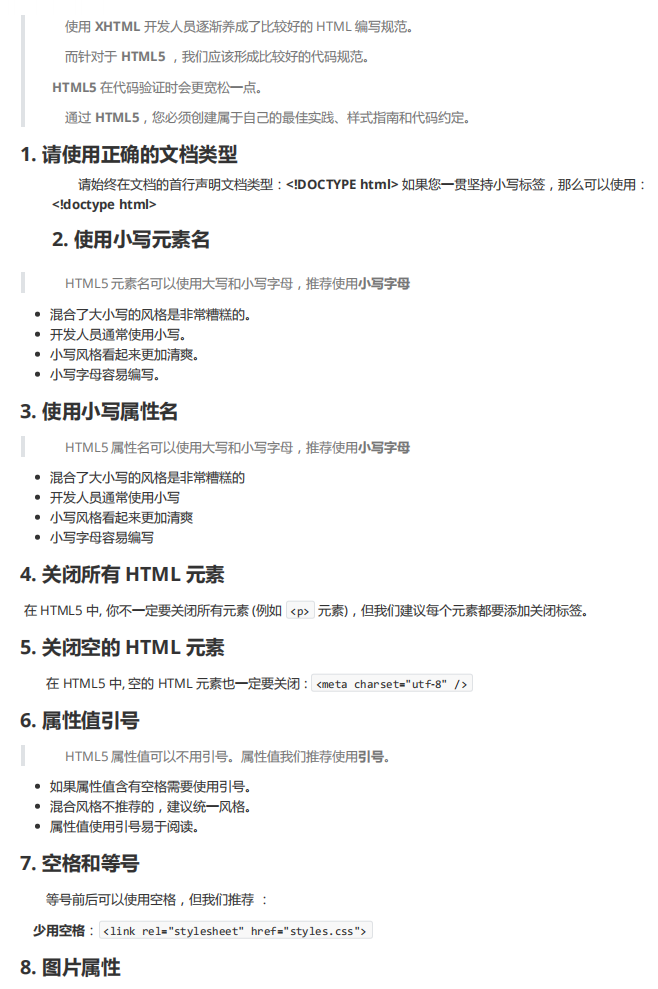 使用 XHTML 开发人员逐渐养成了比较好的 HTML 编写规范。
而针对于 HTML5 ，我们应该形成比较好的代码规范。
HTML5 在代码验证时会更宽松一点。
通过 HTML5，您必须创建属于自己的最佳实践、样式指南和代码约定。
1. 请使用正确的文档类型
请始终在文档的首行声明文档类型：<!DOCTYPE html> 如果您一贯坚持小写标签，那么可以使用：
<!doctype html>
2. 使用小写元素名
HTML5 元素名可以使用大写和小写字母，推荐使用小写字母
• 混合了大小写的风格是非常糟糕的。
• 开发人员通常使用小写。
• 小写风格看起来更加清爽。
• 小写字母容易编写。
3. 使用小写属性名
HTML5 属性名可以使用大写和小写字母，推荐使用小写字母
• 混合了大小写的风格是非常糟糕的
• 开发人员通常使用小写
• 小写风格看起来更加清爽
• 小写字母容易编写
4. 关闭所有 HTML 元素
在 HTML5 中, 你不一定要关闭所有元素 (例如 <p> 元素)，但我们建议每个元素都要添加关闭标签。
5. 关闭空的 HTML 元素
在 HTML5 中, 空的 HTML 元素也一定要关闭：<meta charset="utf-8" />
6. 属性值引号
HTML5 属性值可以不用引号。属性值我们推荐使用引号。
• 如果属性值含有空格需要使用引号。
• 混合风格不推荐的，建议统一风格。
• 属性值使用引号易于阅读。
7. 空格和等号
等号前后可以使用空格，但我们推荐 ：
少用空格：<link rel="stylesheet" href="styles.css">
8. 图片属性